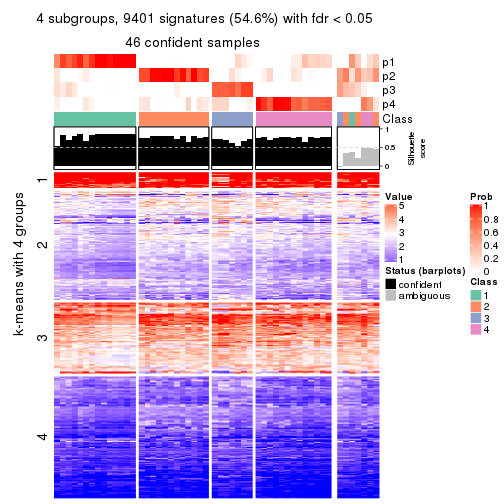 4 subgroups, 9401 signatures (54.6%) with fdr < 0.05
46 confident samples
p1
p2
p3
p4
Class
1
0.5
0
Silhouette
score
k-means with 4 groups
1
2
3
4
Value
5
4
3
2
1
Status (barplots)
confident
ambiguous
Prob
1
0.8
0.6
0.4
0.2
0
Class
1
2
3
4